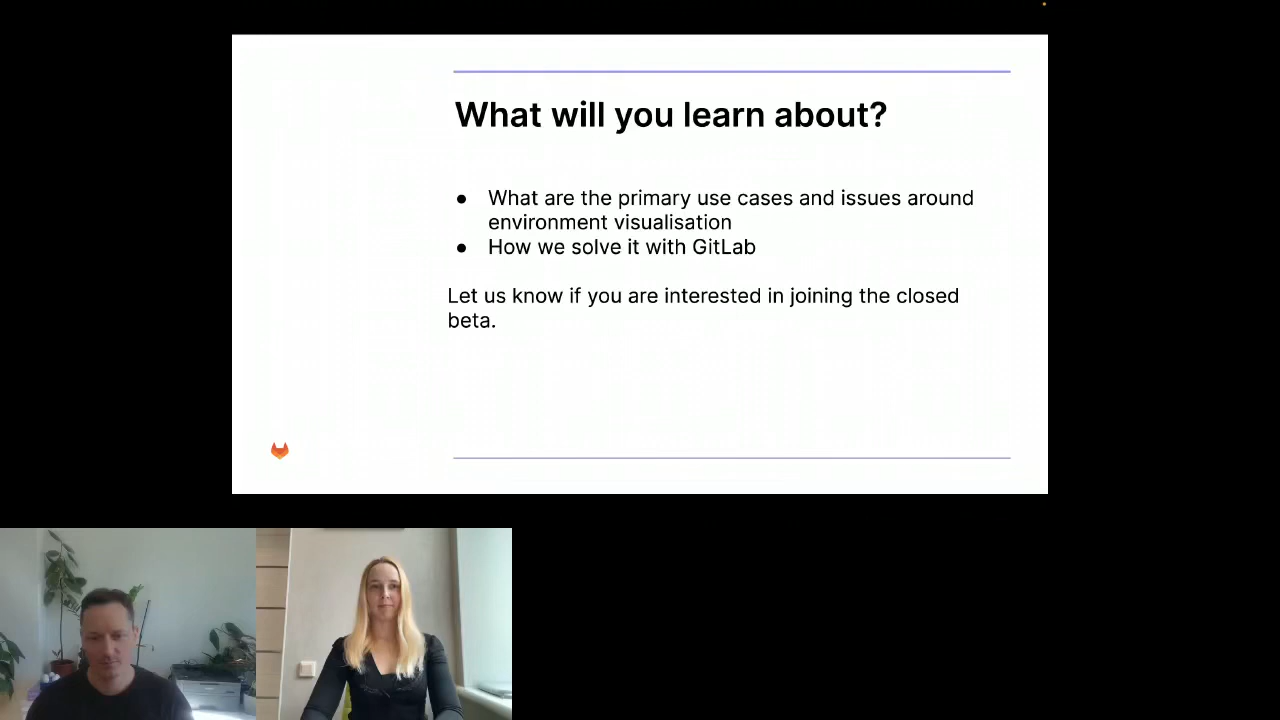 What will you learn about?
● What are the primary use cases and issues around
environment visualisation
● How we solve it with GitLab
Let us know if you are interested in joining the closed
beta.